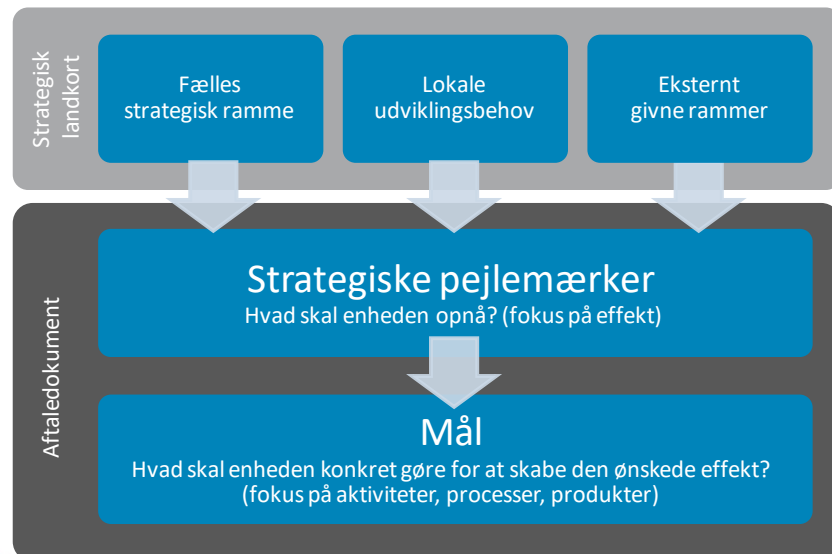 Strategisk
landkort
Fælles
strategisk ramme
Lokale
udviklingsbehov
Eksternt
givne rammer
Aftaledokument
Strategiske pejlemærker
Hvad skal enheden opnå? (fokus på effekt)
Mål
Hvad skal enheden konkret gøre for at skabe den ønskede effekt?
(fokus på aktiviteter, processer, produkter)